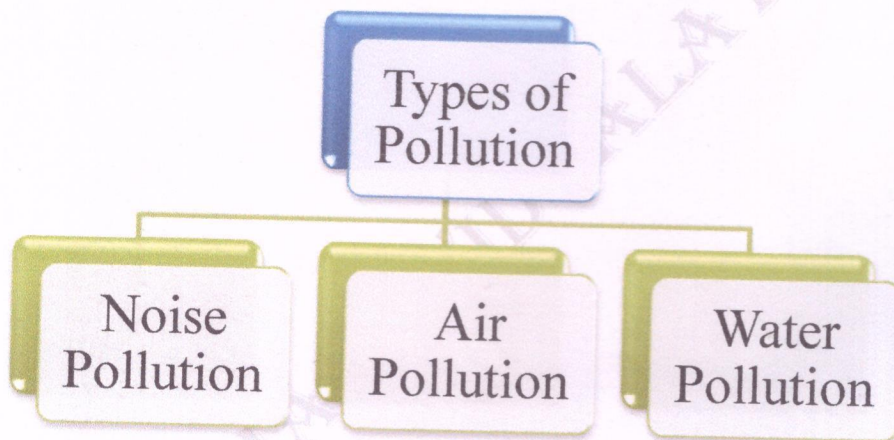 Types of
Pollution
Noise
Pollution
Air
Pollution
Water
Pollution